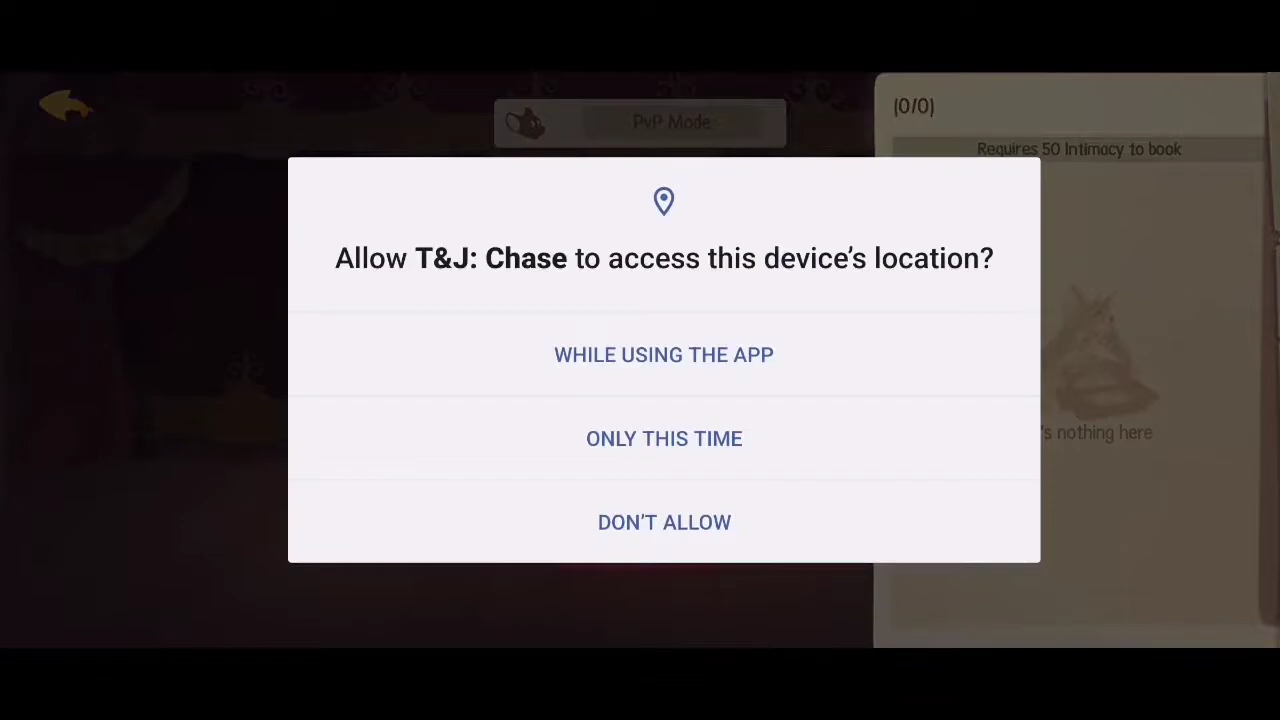 (0/0)
PvP Mode
Requires 50 Intimacy to book
Allow T&J: Chase to access this device’s location?
WHILE USING THE APP
ONLY THIS TIME
's nothing here
DON’T ALLOW